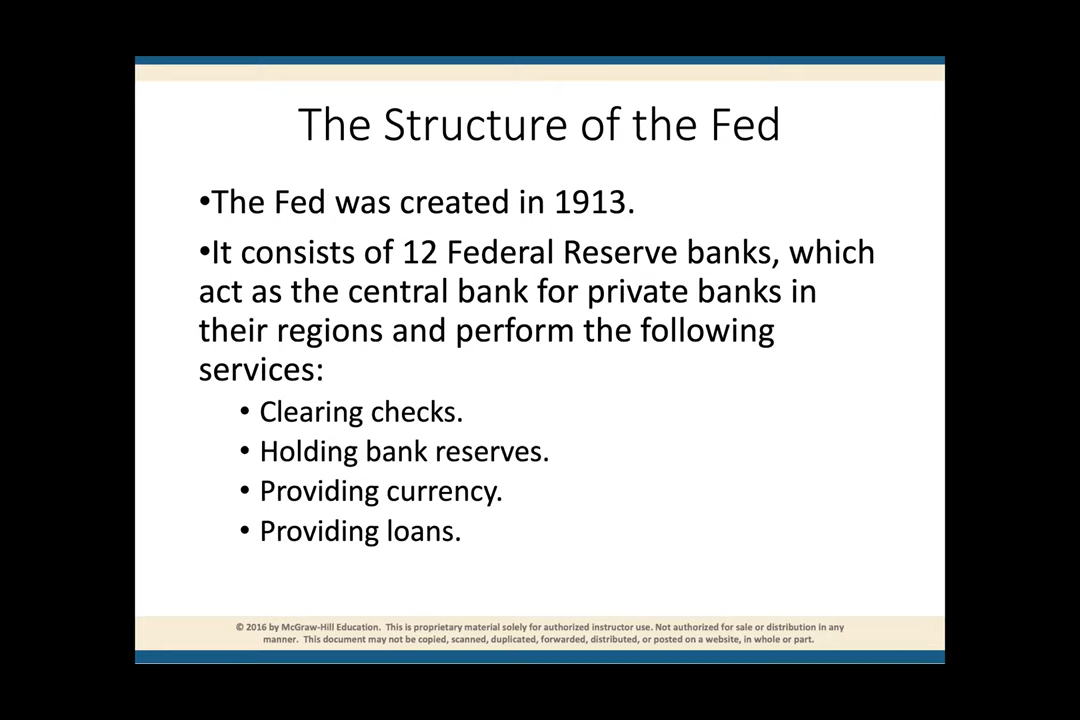 The Structure of the Fed
•The Fed was created in 1913.
•It consists of 12 Federal Reserve banks, which
act as the central bank for private banks in
their regions and perform the following
services:
• Clearing checks.
• Holding bank reserves.
• Providing currency.
• Providing loans.
© 2016 by McGraw-Hill Education. This is proprietary material solely for authorized instructor use. Not authorized for sale or distribution in any
manner. This document may not be copied, scanned, duplicated, forwarded, distributed, or posted on a website, in whole or part.